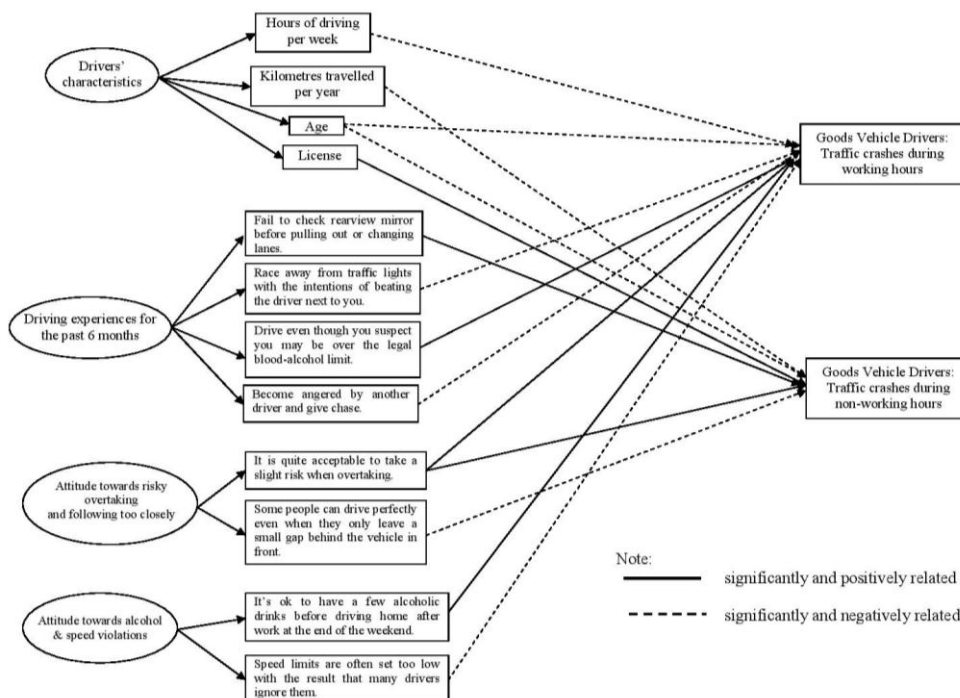 Hours of driving
per week
Drivers'
characteristics
Kilometres travelled
per year
Age
License
Goods Vehicle Drivers:
Traffic crashes during
working hours
Fail to check rearview mirror
before pulling out or changing
lanes.
Race away from traffic lights
with the intentions of beating
the driver next to you.
Driving experiences for
the past 6 months
Drive even though you suspect
you may be over the legal
blood-alcohol limit.
Become angered by another
driver and give chase.
Goods Vehicle Drivers:
Traffic crashes during
non-working hours
It is quite acceptable to take a
slight risk when overtaking.
Attitude towards risky
overtaking
and following too closely
Some people can drive perfectly
even when they only leave a
small gap behind the vehicle in
front.
Note:
significantly and positively related
significantly and negatively related
It's ok to have a few alcoholic
drinks before driving home after
work at the end of the weekend.
Attitude towards alcohol
& speed violations
Speed limits are often set too low
with the result that many drivers
ignore them.